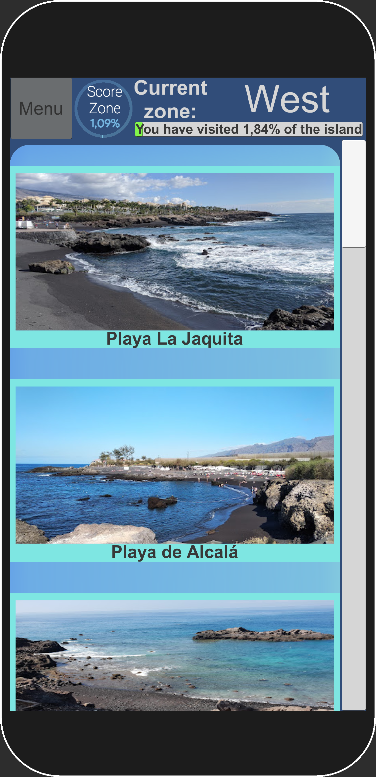 Menu
Score
Zone
1,09%
Current
zone:
West
You have visited 1,84% of the island
Playa La Jaquita
Playa de Alcalá